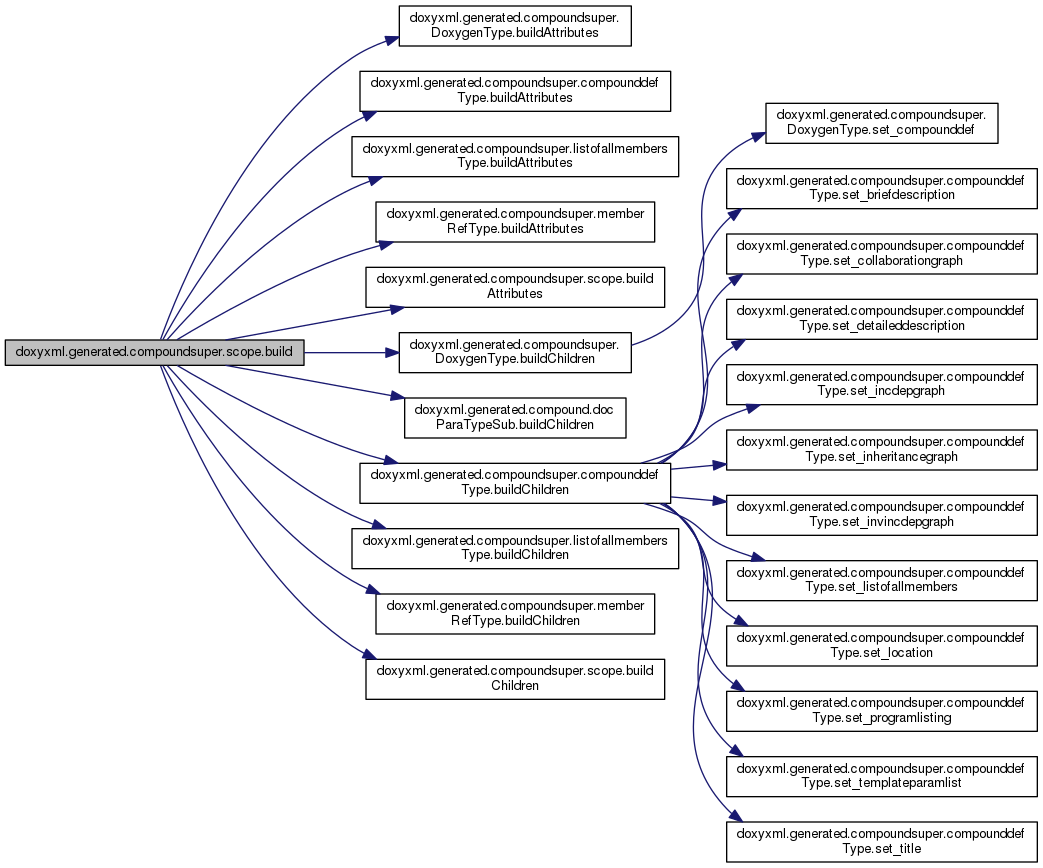 doxyxml.generated.compoundsuper.scope.build
doxyxml.generated.compoundsuper.
DoxygenType.buildAttributes
doxyxml.generated.compoundsuper.compounddef
Type.buildAttributes
doxyxml.generated.compoundsuper.listofallmembers
Type.buildAttributes
doxyxml.generated.compoundsuper.member
RefType.buildAttributes
doxyxml.generated.compoundsuper.scope.build
Attributes
doxyxml.generated.compoundsuper.
DoxygenType.buildChildren
doxyxml.generated.compound.doc
ParaTypeSub.buildChildren
doxyxml.generated.compoundsuper.compounddef
Type.buildChildren
doxyxml.generated.compoundsuper.listofallmembers
Type.buildChildren
doxyxml.generated.compoundsuper.member
RefType.buildChildren
doxyxml.generated.compoundsuper.scope.build
Children
doxyxml.generated.compoundsuper.
DoxygenType.set_compounddef
doxyxml.generated.compoundsuper.compounddef
Type.set_briefdescription
doxyxml.generated.compoundsuper.compounddef
Type.set_collaborationgraph
doxyxml.generated.compoundsuper.compounddef
Type.set_detaileddescription
doxyxml.generated.compoundsuper.compounddef
Type.set_incdepgraph
doxyxml.generated.compoundsuper.compounddef
Type.set_inheritancegraph
doxyxml.generated.compoundsuper.compounddef
Type.set_invincdepgraph
doxyxml.generated.compoundsuper.compounddef
Type.set_listofallmembers
doxyxml.generated.compoundsuper.compounddef
Type.set_location
doxyxml.generated.compoundsuper.compounddef
Type.set_programlisting
doxyxml.generated.compoundsuper.compounddef
Type.set_templateparamlist
doxyxml.generated.compoundsuper.compounddef
Type.set_title